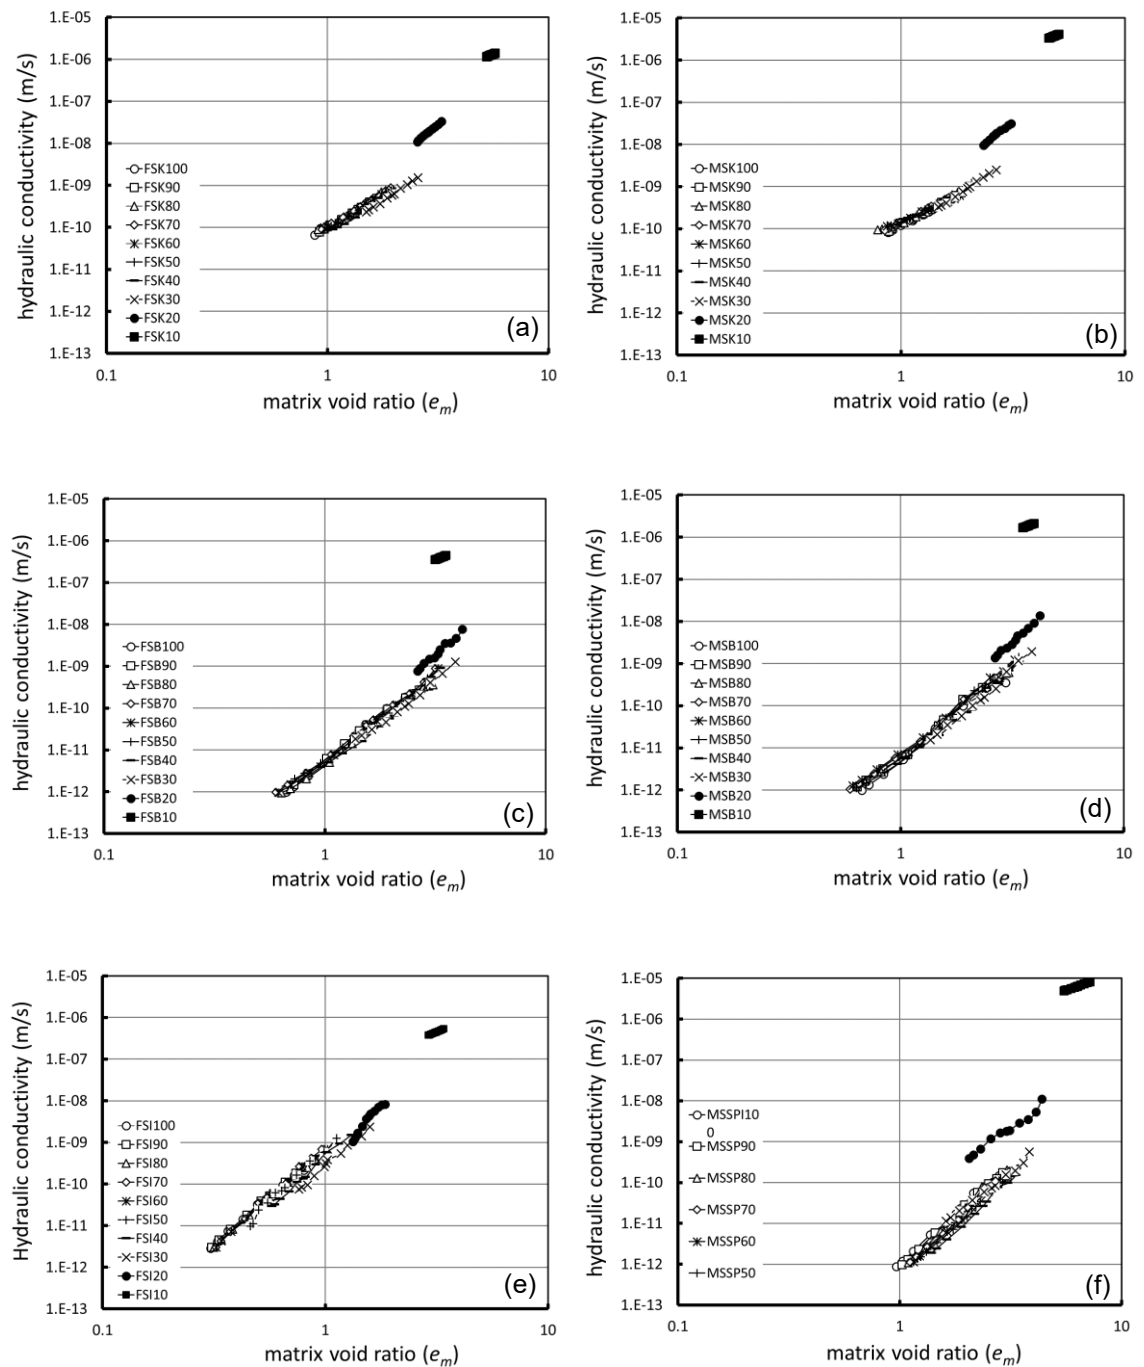 1.E-05
1.E-06
1.E-07
1.E-08
1.E-09
1.E-10
1.E-11
1.E-12
1.E-13
hydraulic conductivity (m/s)
FSK100
FSK90
FSK80
FSK70
FSK60
FSK50
FSK40
FSK30
FSK20
FSK10
(a)
0.1
1
10
matrix void ratio (em)
1.E-05
1.E-06
1.E-07
1.E-08
1.E-09
1.E-10
1.E-11
1.E-12
1.E-13
hydraulic conductivity (m/s)
MSK100
MSK90
MSK80
MSK70
MSK60
MSK50
MSK40
MSK30
MSK20
MSK10
(b)
0.1
1
10
matrix void ratio (em)
1.E-05
1.E-06
1.E-07
1.E-08
1.E-09
1.E-10
1.E-11
1.E-12
1.E-13
hydraulic conductivity (m/s)
FSB100
FSB90
FSB80
FSB70
FSB60
FSB50
FSB40
FSB30
FSB20
FSB10
(c)
0.1
1
10
matrix void ratio (em)
1.E-05
1.E-06
1.E-07
1.E-08
1.E-09
1.E-10
1.E-11
1.E-12
1.E-13
hydraulic conductivity (m/s)
MSB100
MSB90
MSB80
MSB70
MSB60
MSB50
MSB40
MSB30
MSB20
MSB10
(d)
0.1
1
10
matrix void ratio (em)
1.E-05
1.E-06
1.E-07
1.E-08
1.E-09
1.E-10
1.E-11
1.E-12
1.E-13
Hydraulic conductivity (m/s)
FSI100
FSI90
FSI80
FSI70
FSI60
FSI50
FSI40
FSI30
FSI20
FSI10
(e)
0.1
1
10
matrix void ratio (em)
1.E-05
1.E-06
1.E-07
1.E-08
1.E-09
1.E-10
1.E-11
1.E-12
1.E-13
hydraulic conductivity (m/s)
MSSPI10
0
MSSP90
MSSP80
MSSP70
MSSP60
MSSP50
(f)
0.1
1
10
matrix void ratio (em)